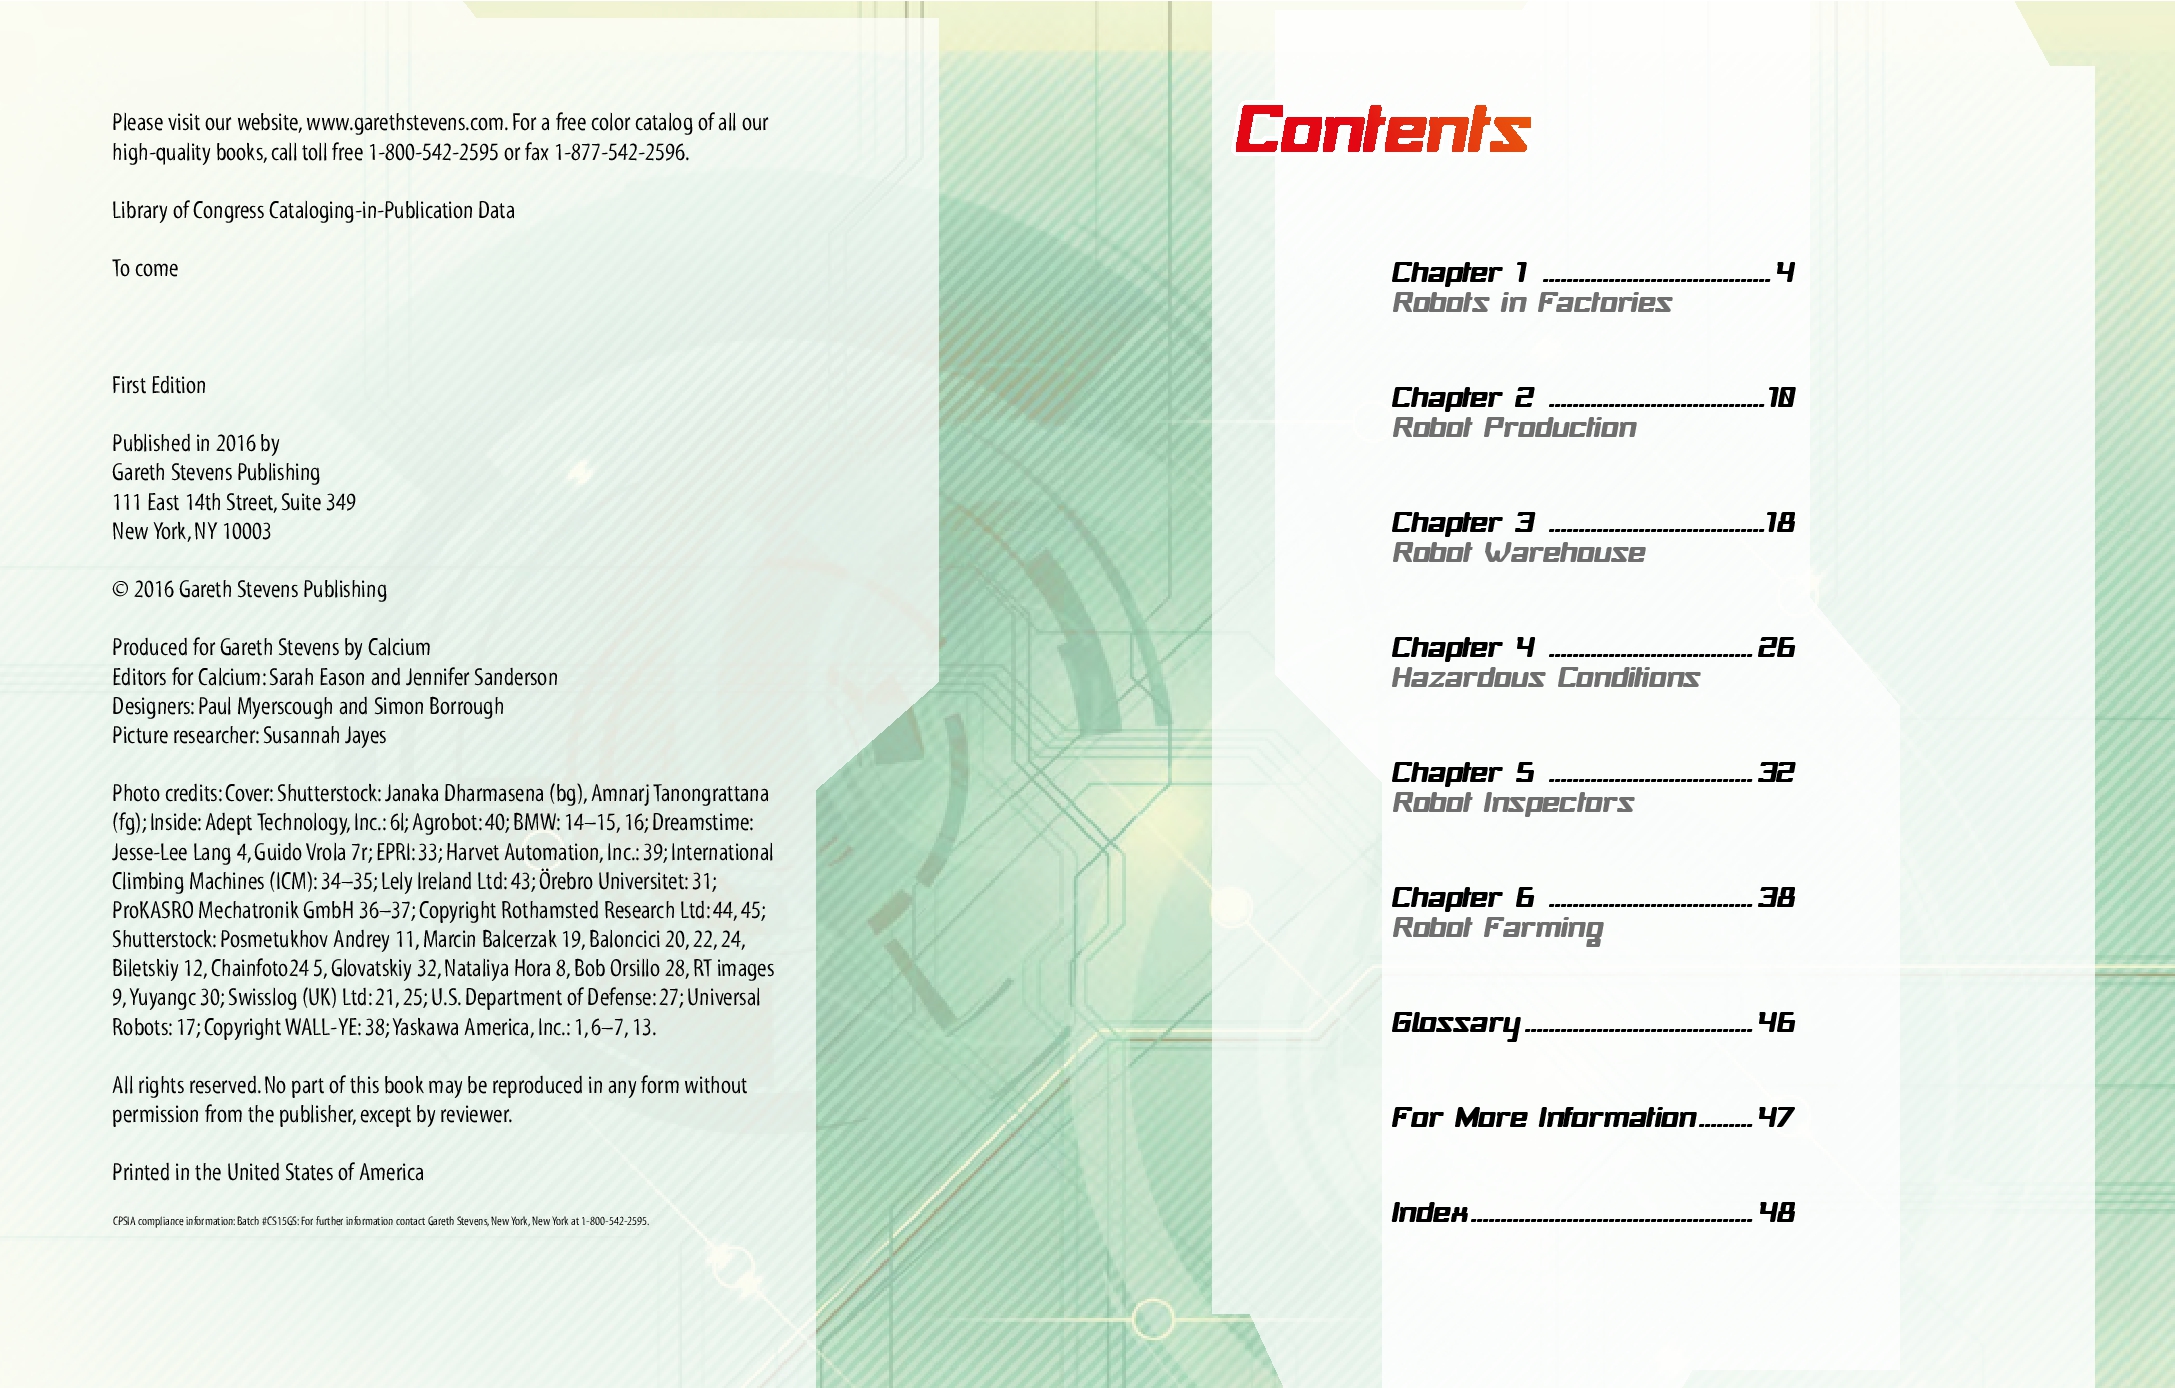 Please visit our website, www.garethstevens.com. For a free color catalog of all our
high-quality books, call toll free 1-800-542-2595 or fax 1-877-542-2596.
Library of Congress Cataloging-in-Publication Data
To come
First Edition
Published in 2016 by
Gareth Stevens Publishing
111 East 14th Street, Suite 349
New York, NY 10003
© 2016 Gareth Stevens Publishing
Produced for Gareth Stevens by Calcium
Editors for Calcium: Sarah Eason and Jennifer Sanderson
Designers: Paul Myerscough and Simon Borrough
Picture researcher: Susannah Jayes
Photo credits: Cover: Shutterstock: Janaka Dharmasena (bg), Amnarj Tanongrattana
(fg); Inside: Adept Technology, Inc.: 6l; Agrobot: 40; BMW: 14–15, 16; Dreamstime:
Jesse-Lee Lang 4, Guido Vrola 7r; EPRI: 33; Harvet Automation, Inc.: 39; International
Climbing Machines (ICM): 34–35; Lely Ireland Ltd: 43; Örebro Universitet: 31;
ProKASRO Mechatronik GmbH 36–37; Copyright Rothamsted Research Ltd: 44, 45;
Shutterstock: Posmetukhov Andrey 11, Marcin Balcerzak 19, Baloncici 20, 22, 24,
Biletskiy 12, Chainfoto24 5, Glovatskiy 32, Nataliya Hora 8, Bob Orsillo 28, RT images
9, Yuyangc 30; Swisslog (UK) Ltd: 21, 25; U.S. Department of Defense: 27; Universal
Robots: 17; Copyright WALL-YE: 38; Yaskawa America, Inc.: 1, 6–7, 13.
All rights reserved. No part of this book may be reproduced in any form without
permission from the publisher, except by reviewer.
Printed in the United States of America
CPSIA compliance information: Batch #CS15GS: For further information contact Gareth Stevens, New York, New York at 1-800-542-2595.
Contents
Chapter 1 ...................................... 4
Robots in Factories
Chapter 2 ....................................10
Robot Production
Chapter 3 ....................................18
Robot Warehouse
Chapter 4 .................................. 26
Hazardous Conditions
Chapter 5 .................................. 32
Robot Inspectors
Chapter 6 .................................. 38
Robot Farming
Glossary...................................... 46
For More Information......... 47
Index............................................... 48